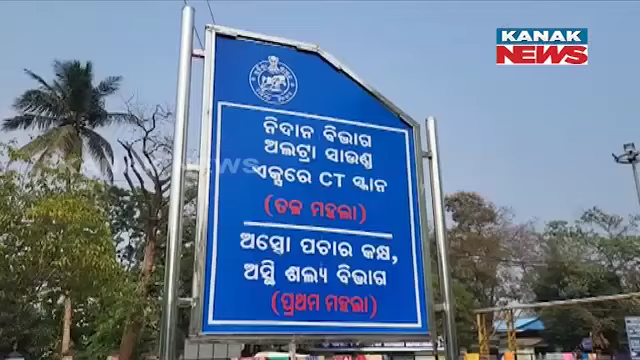 KANAK
NEWS
ନିଦାନ ବିଭାଗ
ଅଲଟ୍ରା ସାଉଣ୍ଡ
ଏକ୍ସରେ CT ସ୍କାନ
(ତଳ ମହଲା)
ଅସ୍ତ୍ରୋ ପଚାର କକ୍ଷ,
ଅସ୍ଥି ଶଲ୍ୟ ବିଭାଗ
(ପ୍ରଥମ ମହଲା)